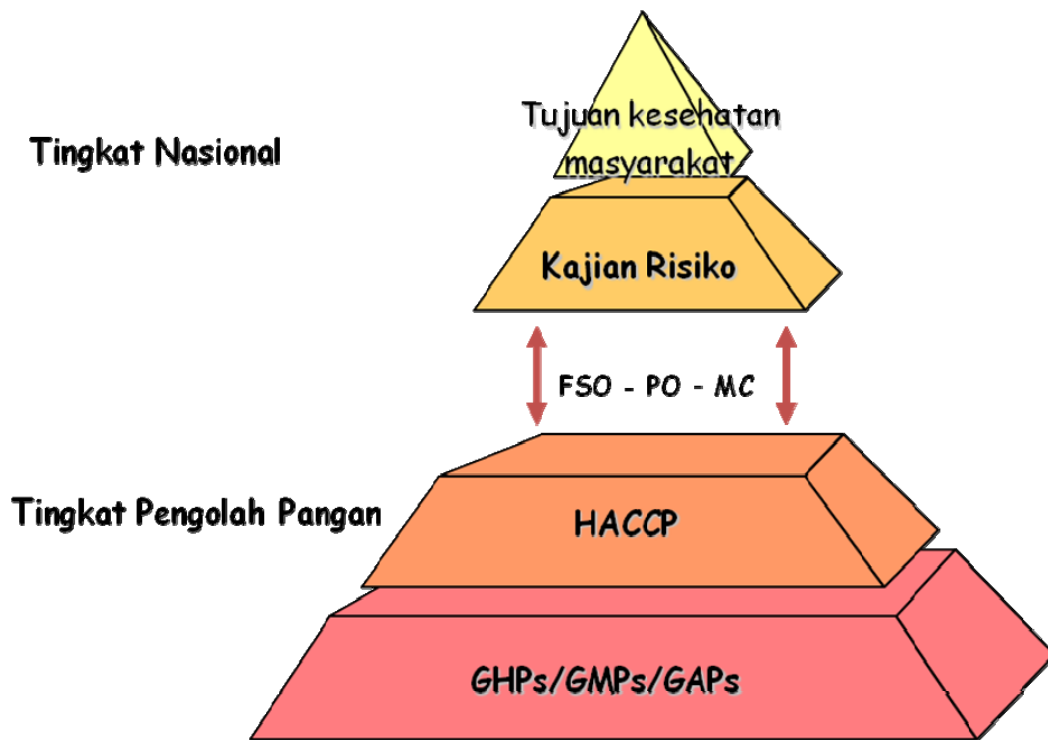 Tujuan kesehatan
masyarakat
Tingkat Nasional
Kajian Risiko
FSO - PO - MC
Tingkat Pengolah Pangan
HACCP
GHPs/GMPs/GAPs